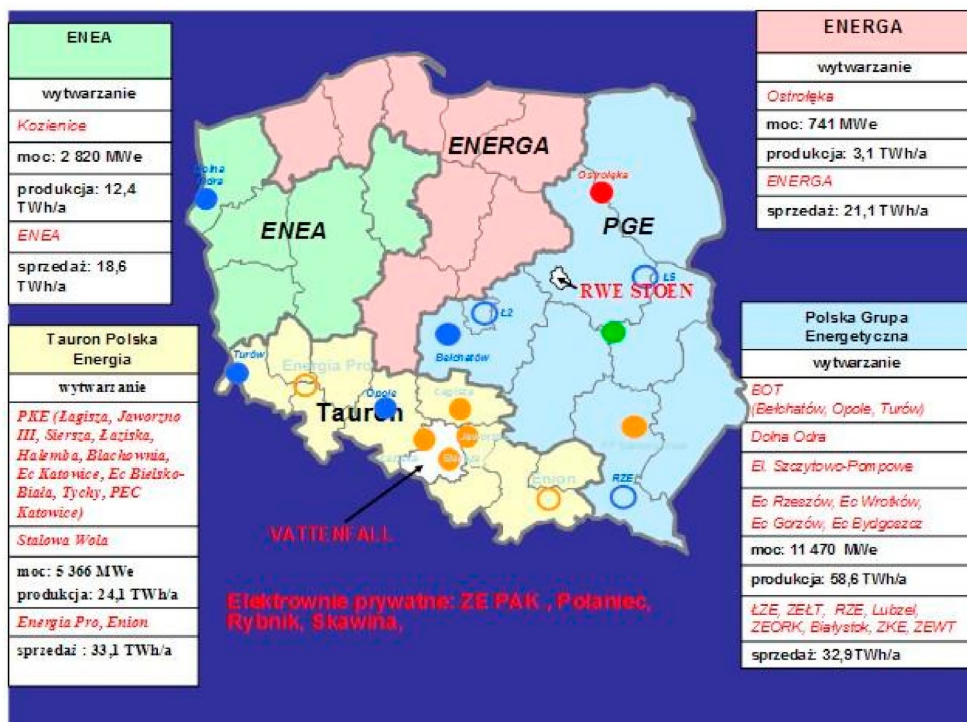 ENEA
wytwarzanie
Kozienice
moc: 2 820 MWe
produkcja: 12,4
TWh/a
ENEA
sprzedaż: 18,6
TWh/a
Tauron Polska
Energia
wytwarzanie
PKE (Łagisza, Jaworzno
III, Siersza, Łaziska,
Halemba, Blachownia,
Ec Katowice, Ec Bielsko-
Biała, Tychy, PEC
Katowice)
Stalowa Wola
moc: 5 366 MWe
produkcja: 24,1 TWh/a
Energia Pro, Enion
sprzedaż : 33,1 TWh/a
ENERGA
ENEA
PGE
Dolna
Odra
Ostrołęka
RWE STOEN
Ł5
Ł2
Bełchatów
Turów
Energia Pro
Opole
Tauron
Łagisza
Jaworzno
RZE
Enion
VATTENFALL
Elektrownie prywatne: ZE PAK , Połaniec,
Rybnik, Skawina,
ENERGA
wytwarzanie
Ostrołęka
moc: 741 MWe
produkcja: 3,1 TWh/a
ENERGA
sprzedaż: 21,1 TWh/a
Polska Grupa
Energetyczna
wytwarzanie
BOT
(Bełchatów, Opole, Turów)
Dolna Odra
El. Szczytowo-Pompowe
Ec Rzeszów, Ec Wrotków,
Ec Gorzów, Ec Bydgoszcz
moc: 11 470 MWe
produkcja: 58,6 TWh/a
ŁZE, ZEŁT, RZE, Lubzel,
ZEORK, Białystok, ZKE, ZEWT
sprzedaż: 32,9TWh/a